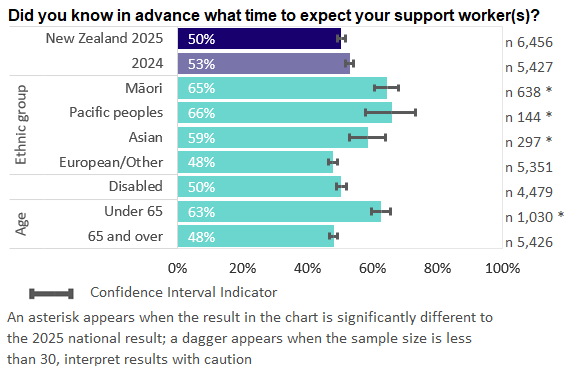 Did you know in advance what time to expect your support worker(s)?
New Zealand 2025 50% n 6,456
2024 53% n 5,427
Ethnic group
Māori 65% n 638 *
Pacific peoples 66% n 144 *
Asian 59% n 297 *
European/Other 48% n 5,351
Disabled 50% n 4,479
Age
Under 65 63% n 1,030 *
65 and over 48% n 5,426
0% 20% 40% 60% 80% 100%
Confidence Interval Indicator
An asterisk appears when the result in the chart is significantly different to
the 2025 national result; a dagger appears when the sample size is less
than 30, interpret results with caution